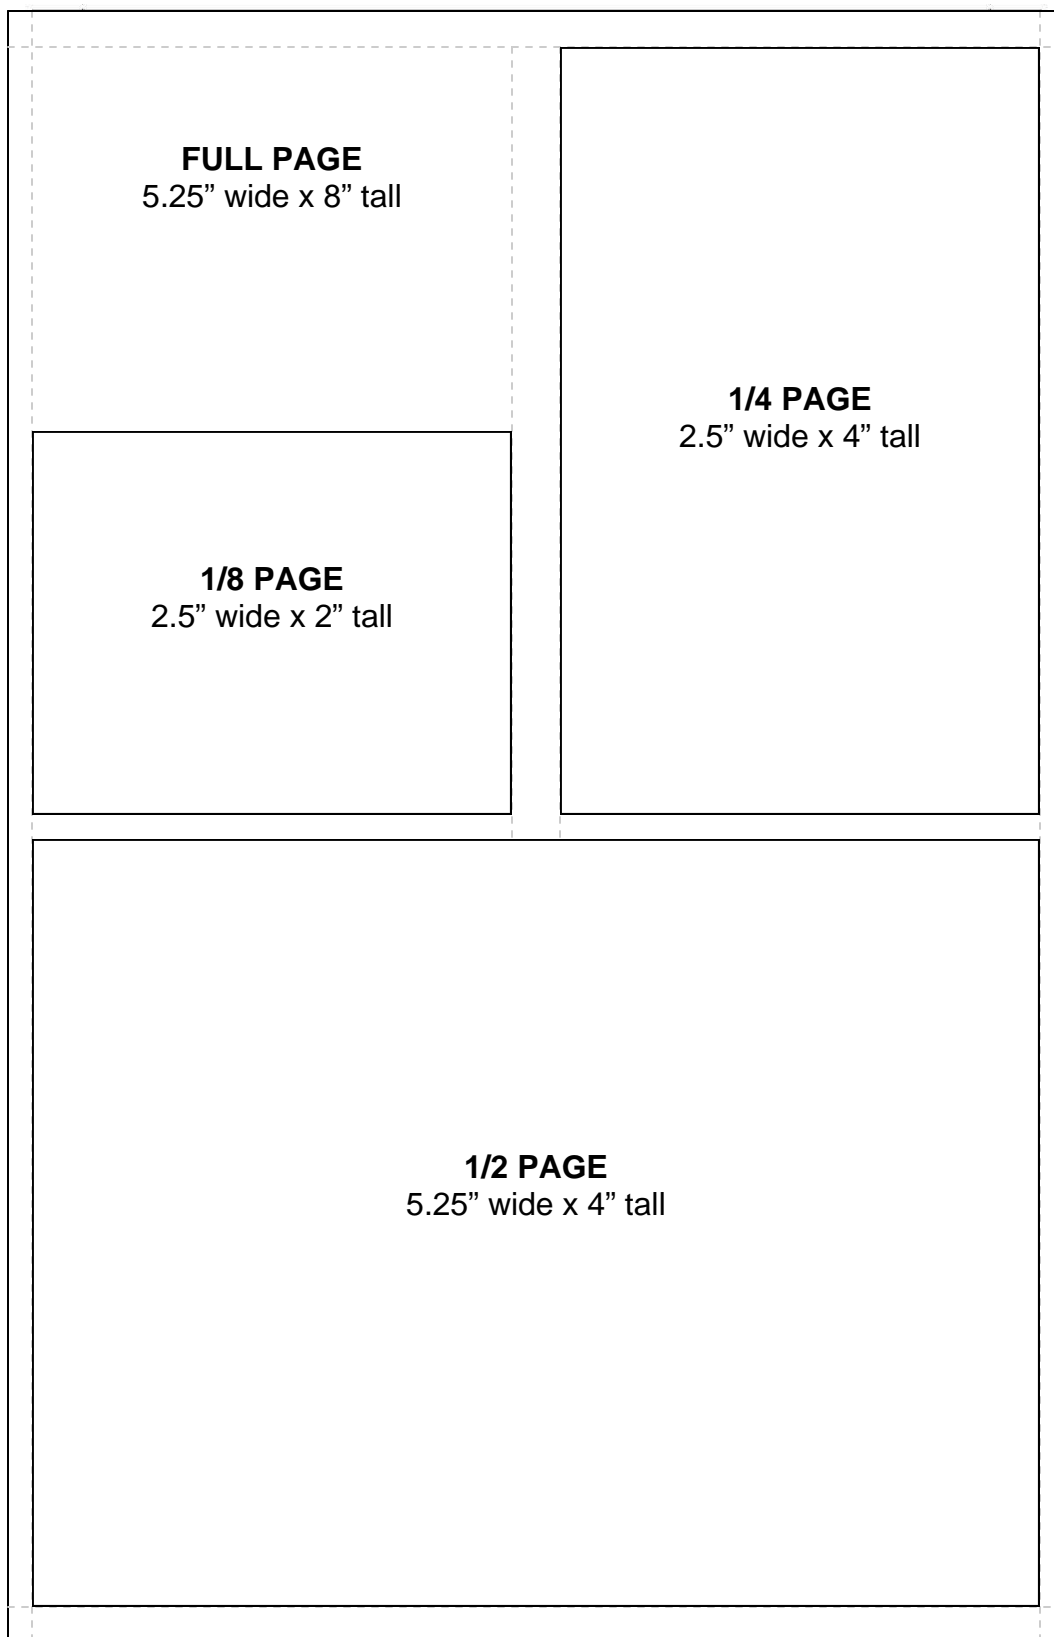 FULL PAGE
5.25” wide x 8” tall
1/4 PAGE
2.5” wide x 4” tall
1/8 PAGE
2.5” wide x 2” tall
1/2 PAGE
5.25” wide x 4” tall